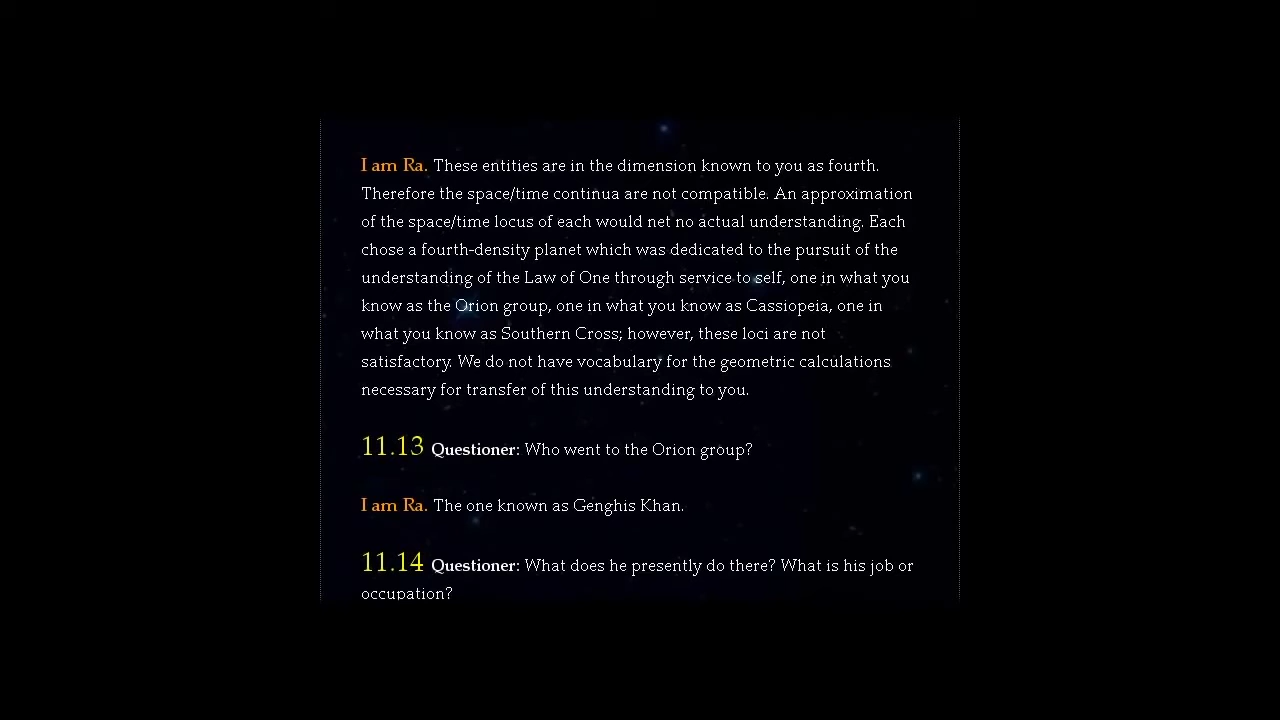 I am Ra. These entities are in the dimension known to you as fourth.
Therefore the space/time continua are not compatible. An approximation
of the space/time locus of each would net no actual understanding. Each
chose a fourth-density planet which was dedicated to the pursuit of the
understanding of the Law of One through service to self, one in what you
know as the Orion group, one in what you know as Cassiopeia, one in
what you know as Southern Cross; however, these loci are not
satisfactory. We do not have vocabulary for the geometric calculations
necessary for transfer of this understanding to you.
11.13 Questioner: Who went to the Orion group?
I am Ra. The one known as Genghis Khan.
11.14 Questioner: What does he presently do there? What is his job or
occupation?